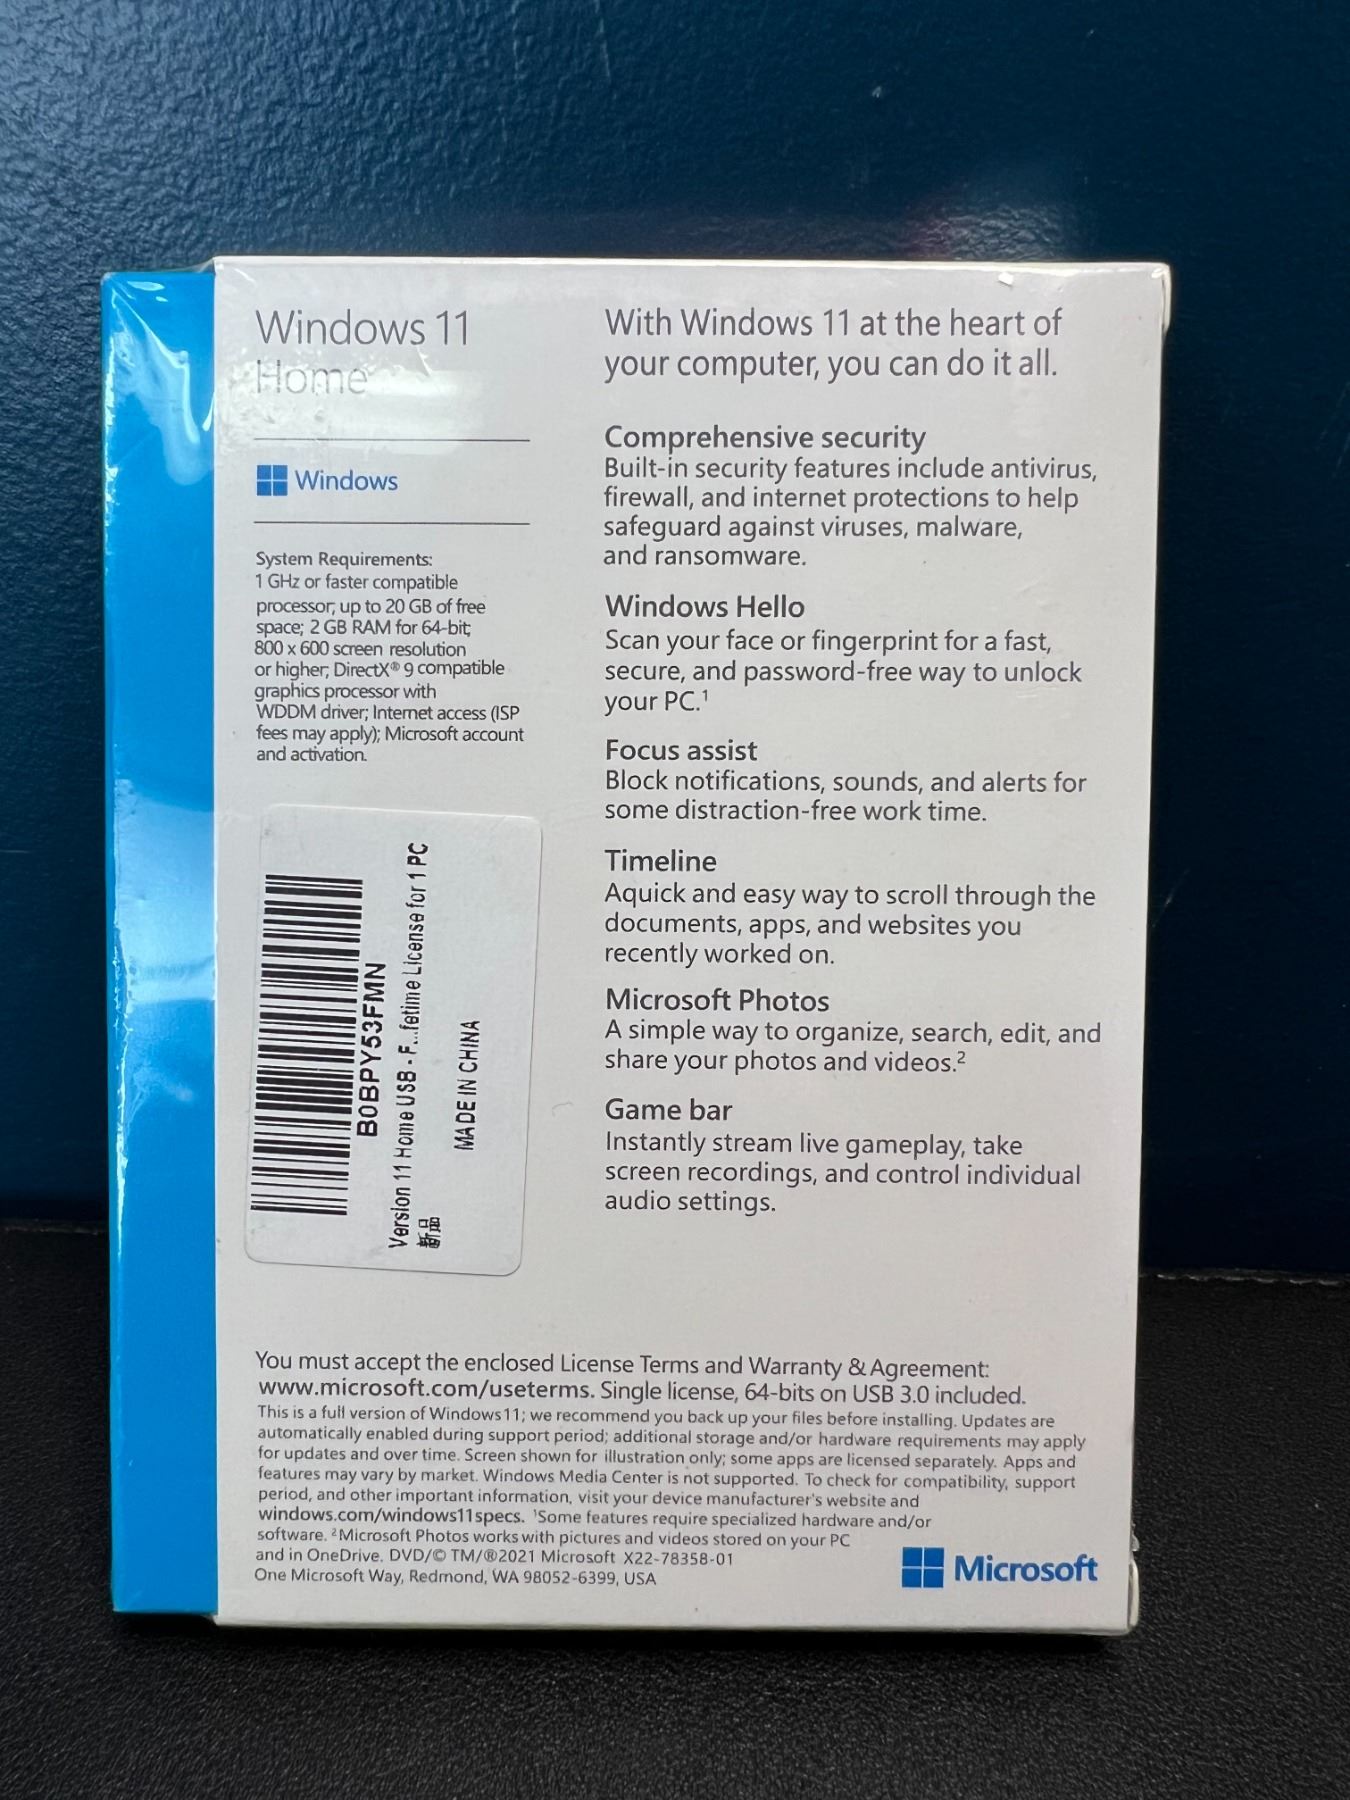 Windows 11
Home
Windows
System Requirements:
1 GHz or faster compatible
processor; up to 20 GB of free
space; 2 GB RAM for 64-bit;
800 x 600 screen resolution
or higher; DirectX® 9 compatible
graphics processor with
WDDM driver; Internet access (ISP
fees may apply); Microsoft account
and activation.
B0BPY53FMN
Version 11 Home USB - F...fetime License for 1 PC
新品
MADE IN CHINA
With Windows 11 at the heart of
your computer, you can do it all.
Comprehensive security
Built-in security features include antivirus,
firewall, and internet protections to help
safeguard against viruses, malware,
and ransomware.
Windows Hello
Scan your face or fingerprint for a fast,
secure, and password-free way to unlock
your PC.¹
Focus assist
Block notifications, sounds, and alerts for
some distraction-free work time.
Timeline
Aquick and easy way to scroll through the
documents, apps, and websites you
recently worked on.
Microsoft Photos
A simple way to organize, search, edit, and
share your photos and videos.²
Game bar
Instantly stream live gameplay, take
screen recordings, and control individual
audio settings.
You must accept the enclosed License Terms and Warranty & Agreement:
www.microsoft.com/useterms. Single license, 64-bits on USB 3.0 included.
This is a full version of Windows11; we recommend you back up your files before installing. Updates are
automatically enabled during support period; additional storage and/or hardware requirements may apply
for updates and over time. Screen shown for illustration only; some apps are licensed separately. Apps and
features may vary by market. Windows Media Center is not supported. To check for compatibility, support
period, and other important information, visit your device manufacturer's website and
windows.com/windows11specs. ¹Some features require specialized hardware and/or
software. ²Microsoft Photos works with pictures and videos stored on your PC
and in OneDrive. DVD/© TM/®2021 Microsoft X22-78358-01
One Microsoft Way, Redmond, WA 98052-6399, USA
Microsoft